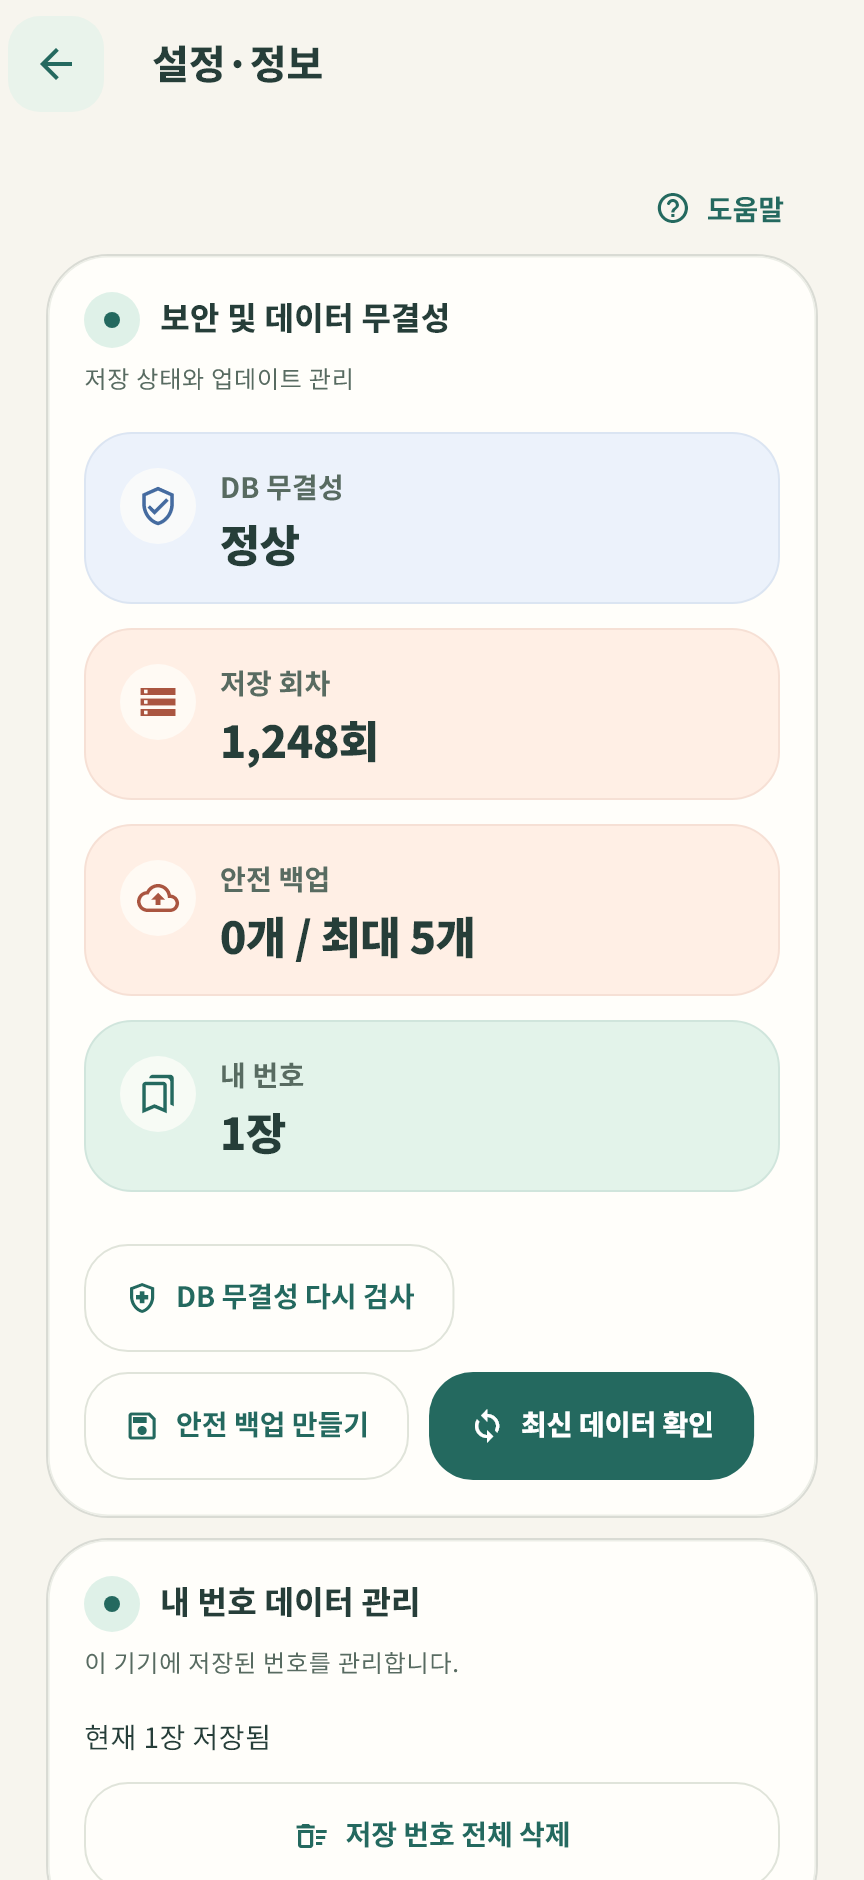 설정·정보
도움말
보안 및 데이터 무결성
저장 상태와 업데이트 관리
DB 무결성
정상
저장 회차
1,248회
안전 백업
0개 / 최대 5개
내 번호
1장
DB 무결성 다시 검사
안전 백업 만들기
최신 데이터 확인
내 번호 데이터 관리
이 기기에 저장된 번호를 관리합니다.
현재 1장 저장됨
저장 번호 전체 삭제